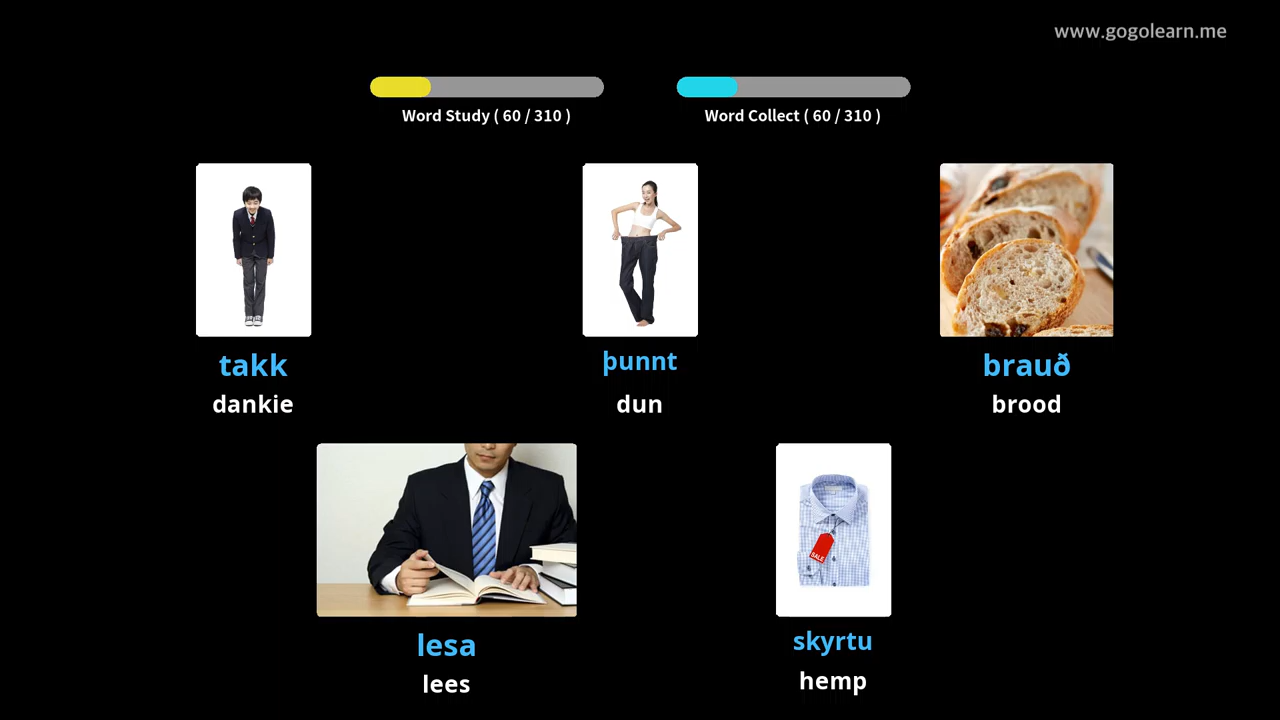 www.gogolearn.me
Word Study ( 60 / 310 )
Word Collect ( 60 / 310 )
takk
dankie
þunnt
dun
brauð
brood
SALE
lesa
lees
skyrtu
hemp